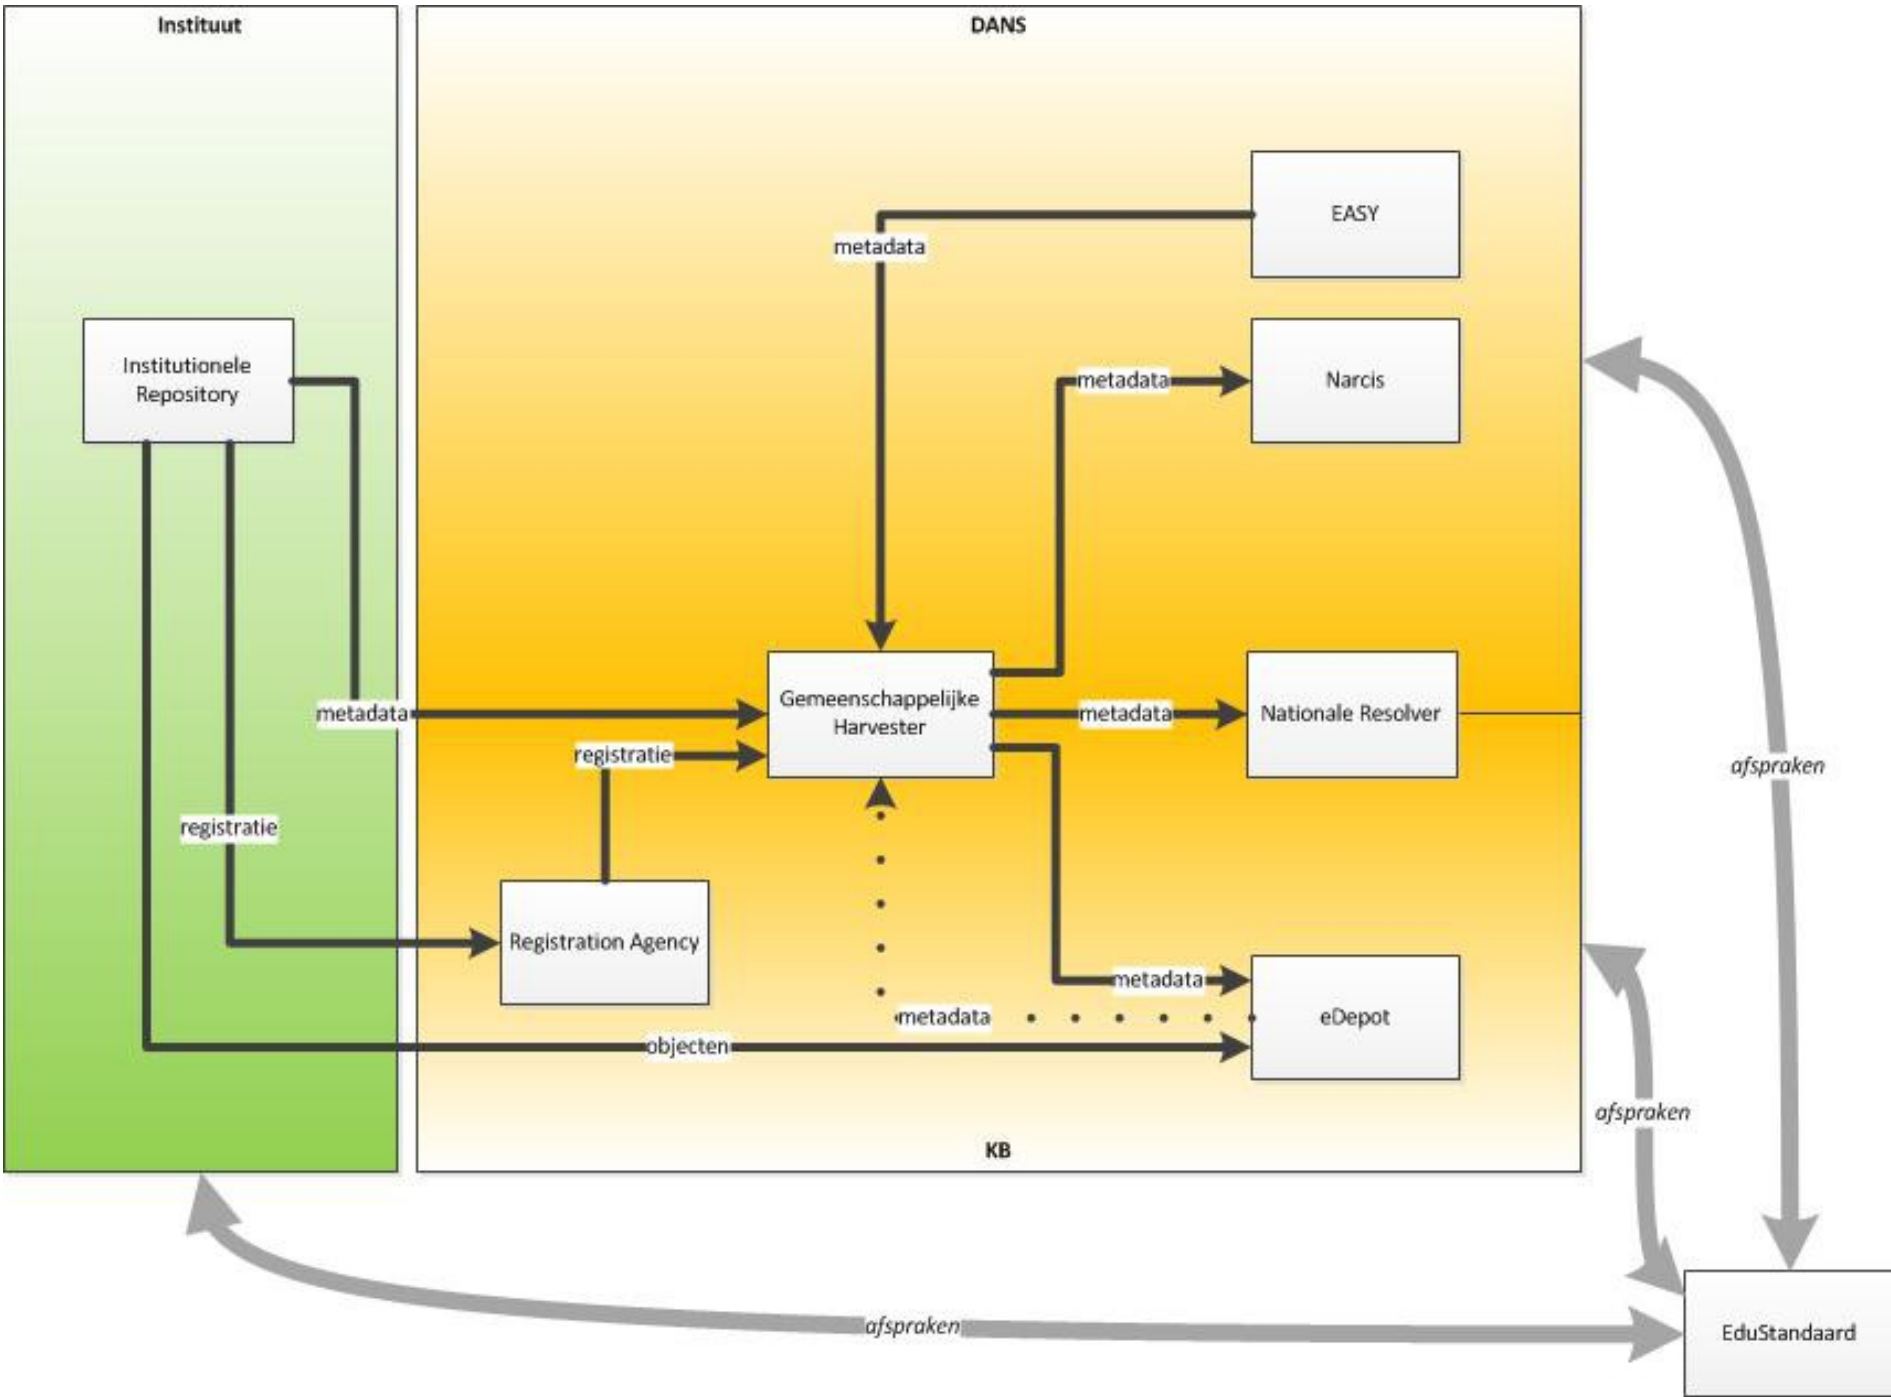 Instituut
DANS
EASY
metadata
Institutionele
Repository
metadata
Narcis
metadata
Gemeenschappelijke
Harvester
metadata
Nationale Resolver
registratie
afspraken
registratie
Registration Agency
metadata
metadata
eDepot
objecten
afspraken
KB
afspraken
EduStandaard